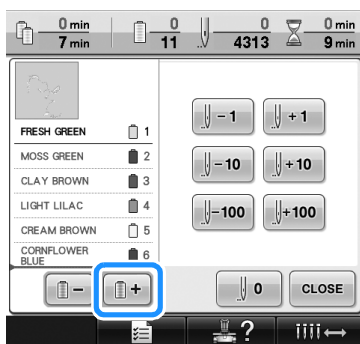 0 min
7 min
0
11
0
4313
0 min
9 min
FRESH GREEN 1
MOSS GREEN 2
CLAY BROWN 3
LIGHT LILAC 4
CREAM BROWN 5
CORNFLOWER
BLUE 6
-1
+1
-10
+10
-100
+100
-
+
0
CLOSE
?